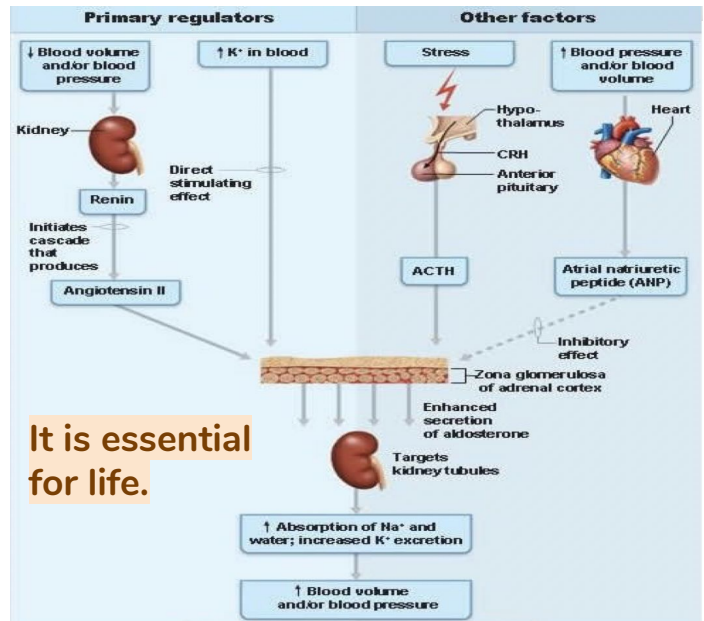 Primary regulators
Other factors
↓ Blood volume
and/or blood
pressure
↑ K⁺ in blood
Stress
↑ Blood pressure
and/or blood
volume
Kidney
Hypo-
thalamus
CRH
Anterior
pituitary
Heart
Direct
stimulating
effect
Renin
Initiates
cascade
that
produces
Angiotensin II
ACTH
Atrial natriuretic
peptide (ANP)
Inhibitory
effect
Zona glomerulosa
of adrenal cortex
Enhanced
secretion
of aldosterone
It is essential
for life.
Targets
kidney tubules
↑ Absorption of Na⁺ and
water; increased K⁺ excretion
↑ Blood volume
and/or blood pressure